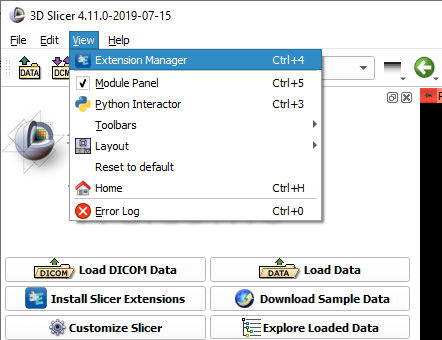 3D Slicer 4.11.0-2019-07-15
File Edit View Help
DATA DCM
Extension Manager Ctrl+4
Module Panel Ctrl+5
Python Interactor Ctrl+3
Toolbars
Layout
Reset to default
Home Ctrl+H
Error Log Ctrl+0
DICOM Load DICOM Data DATA Load Data
Install Slicer Extensions Download Sample Data
Customize Slicer Explore Loaded Data